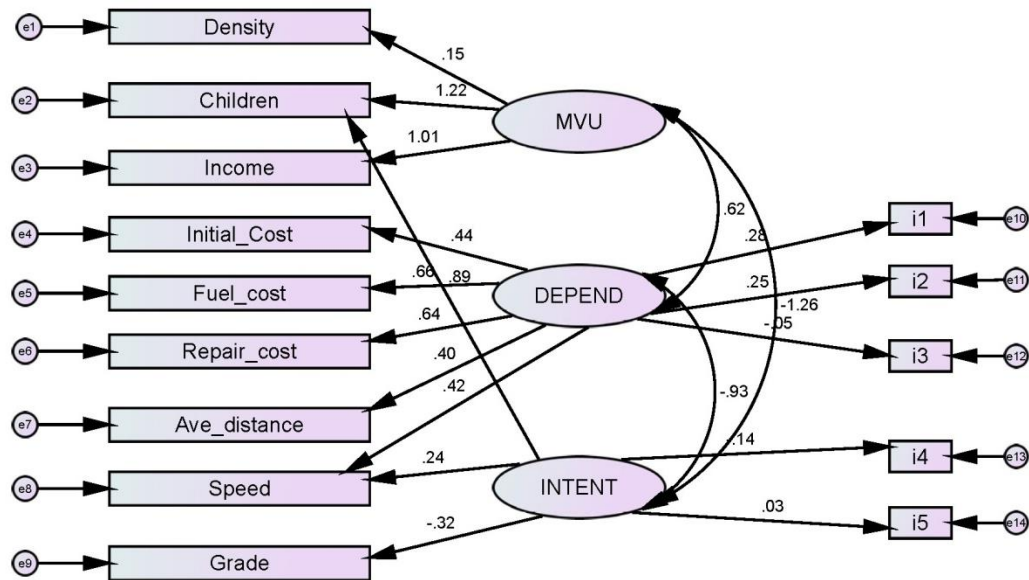 e1
Density
.15
e2
Children
1.22
MVU
e3
Income
1.01
e4
Initial_Cost
.44
.62
.28
i1
e10
e5
Fuel_cost
.66
.89
DEPEND
.25
i2
e11
-1.26
-.05
e6
Repair_cost
.64
i3
e12
e7
Ave_distance
.40
.42
-.93
e8
Speed
.24
INTENT
-.14
i4
e13
.03
i5
e14
e9
Grade
-.32